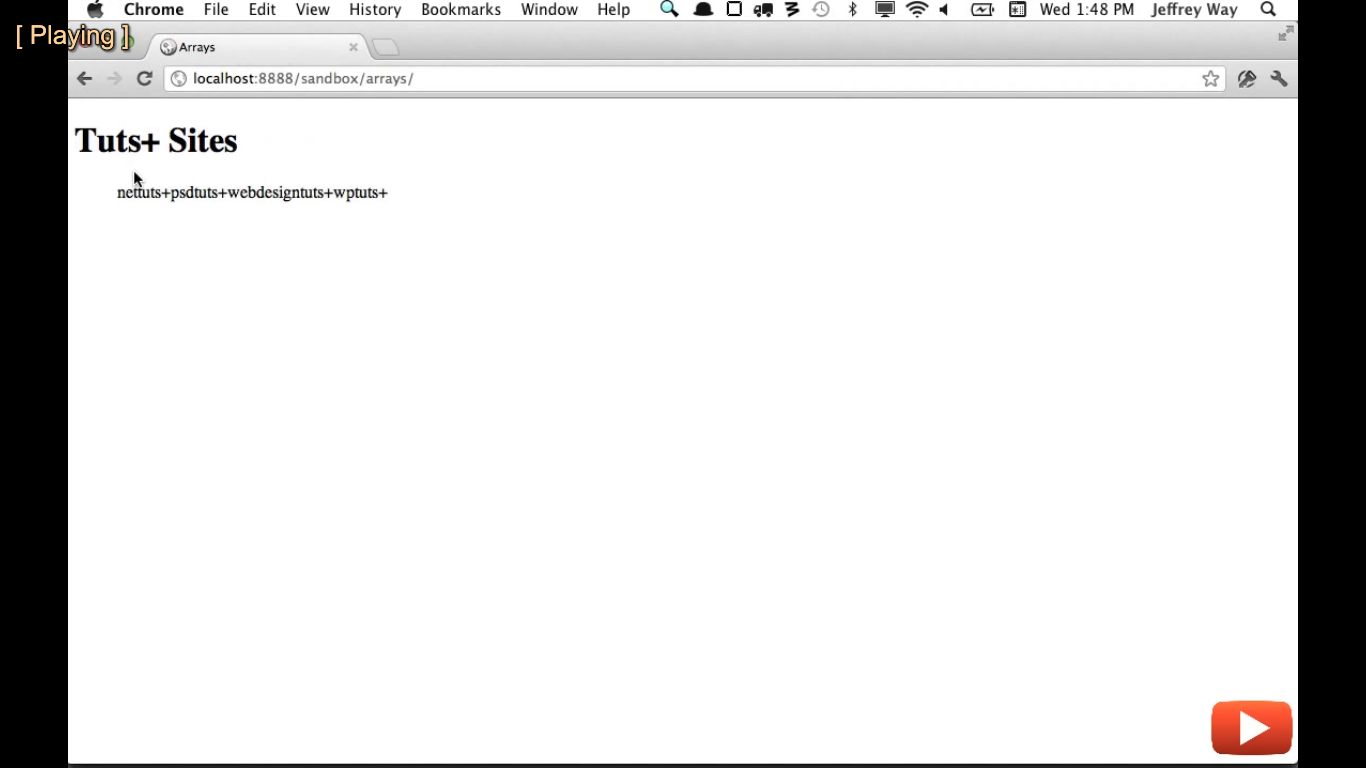 Chrome File Edit View History Bookmarks Window Help Wed 1:48 PM Jeffrey Way
[ Playing ]
Arrays
localhost:8888/sandbox/arrays/
Tuts+ Sites
nettuts+psdtuts+webdesigntuts+wptuts+